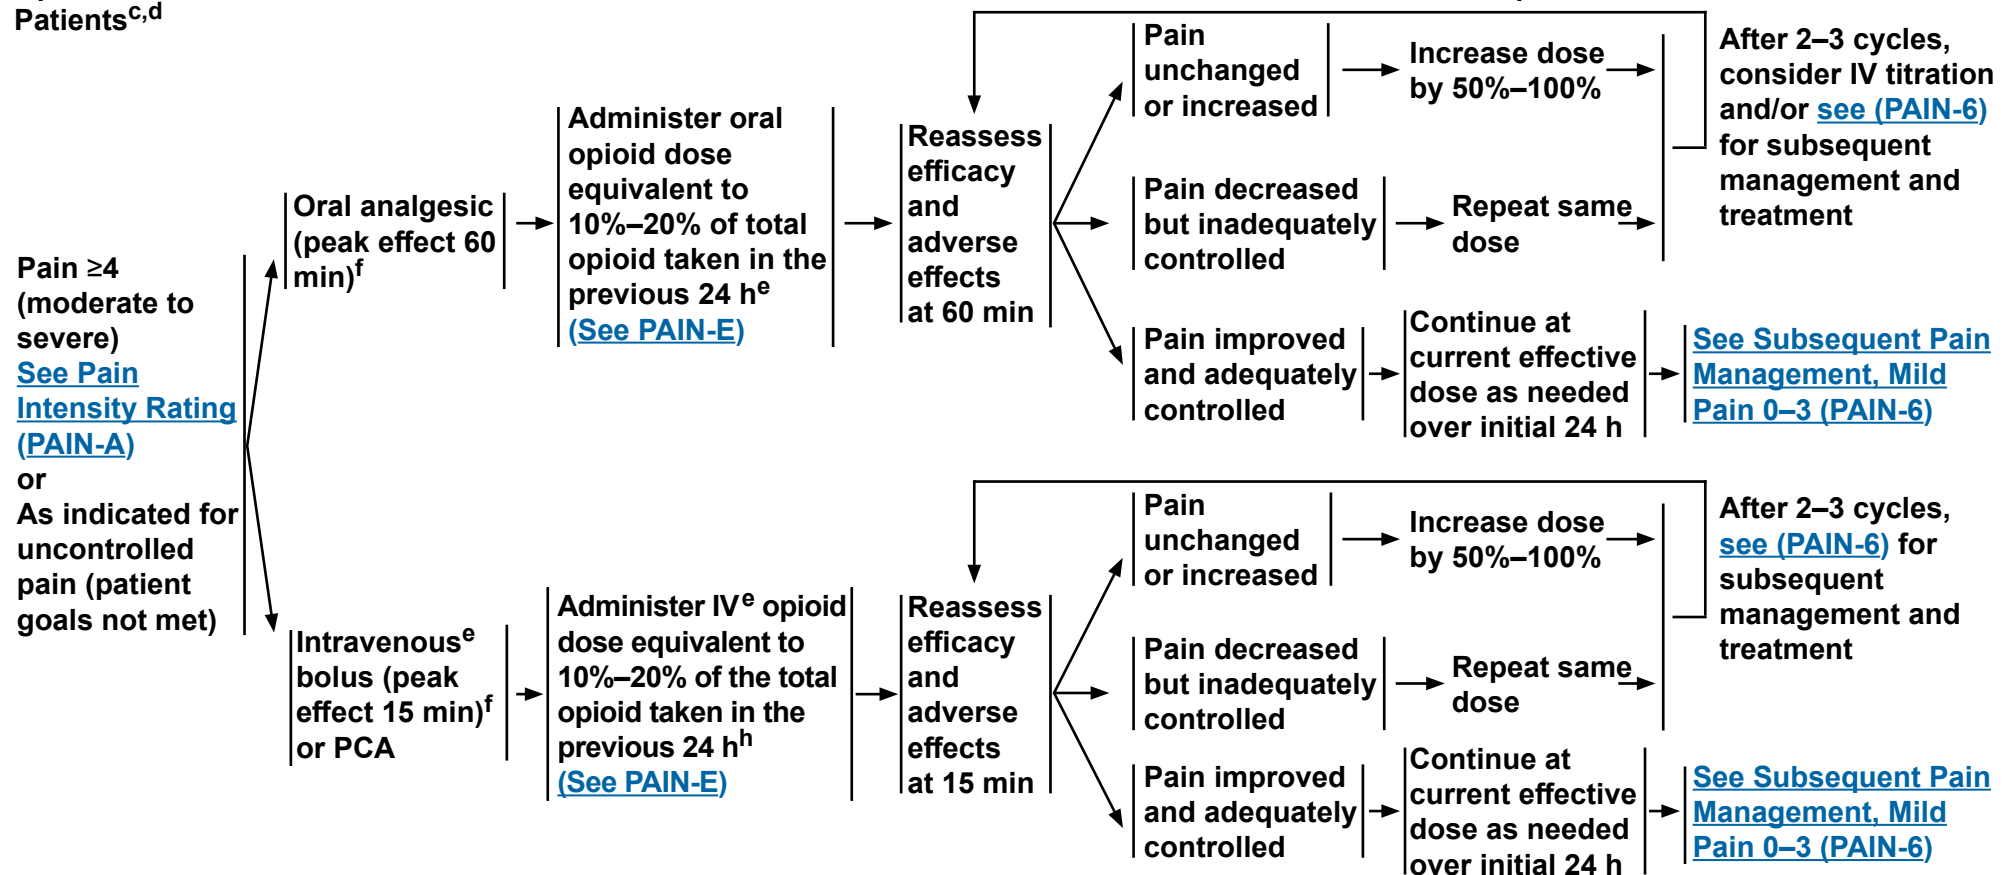 Patientsc,d
Pain ≥4
(moderate to
severe)
See Pain
Intensity Rating
(PAIN-A)
or
As indicated for
uncontrolled
pain (patient
goals not met)
Oral analgesic
(peak effect 60
min)f
Administer oral
opioid dose
equivalent to
10%–20% of total
opioid taken in the
previous 24 he
(See PAIN-E)
Reassess
efficacy
and
adverse
effects
at 60 min
Pain
unchanged
or increased
Increase dose
by 50%–100%
Pain decreased
but inadequately
controlled
Repeat same
dose
After 2–3 cycles,
consider IV titration
and/or see (PAIN-6)
for subsequent
management and
treatment
Pain improved
and adequately
controlled
Continue at
current effective
dose as needed
over initial 24 h
See Subsequent Pain
Management, Mild
Pain 0–3 (PAIN-6)
Intravenouse
bolus (peak
effect 15 min)f
or PCA
Administer IVe opioid
dose equivalent to
10%–20% of the total
opioid taken in the
previous 24 hh
(See PAIN-E)
Reassess
efficacy
and
adverse
effects
at 15 min
Pain
unchanged
or increased
Increase dose
by 50%–100%
Pain decreased
but inadequately
controlled
Repeat same
dose
After 2–3 cycles,
see (PAIN-6) for
subsequent
management and
treatment
Pain improved
and adequately
controlled
Continue at
current effective
dose as needed
over initial 24 h
See Subsequent Pain
Management, Mild
Pain 0–3 (PAIN-6)